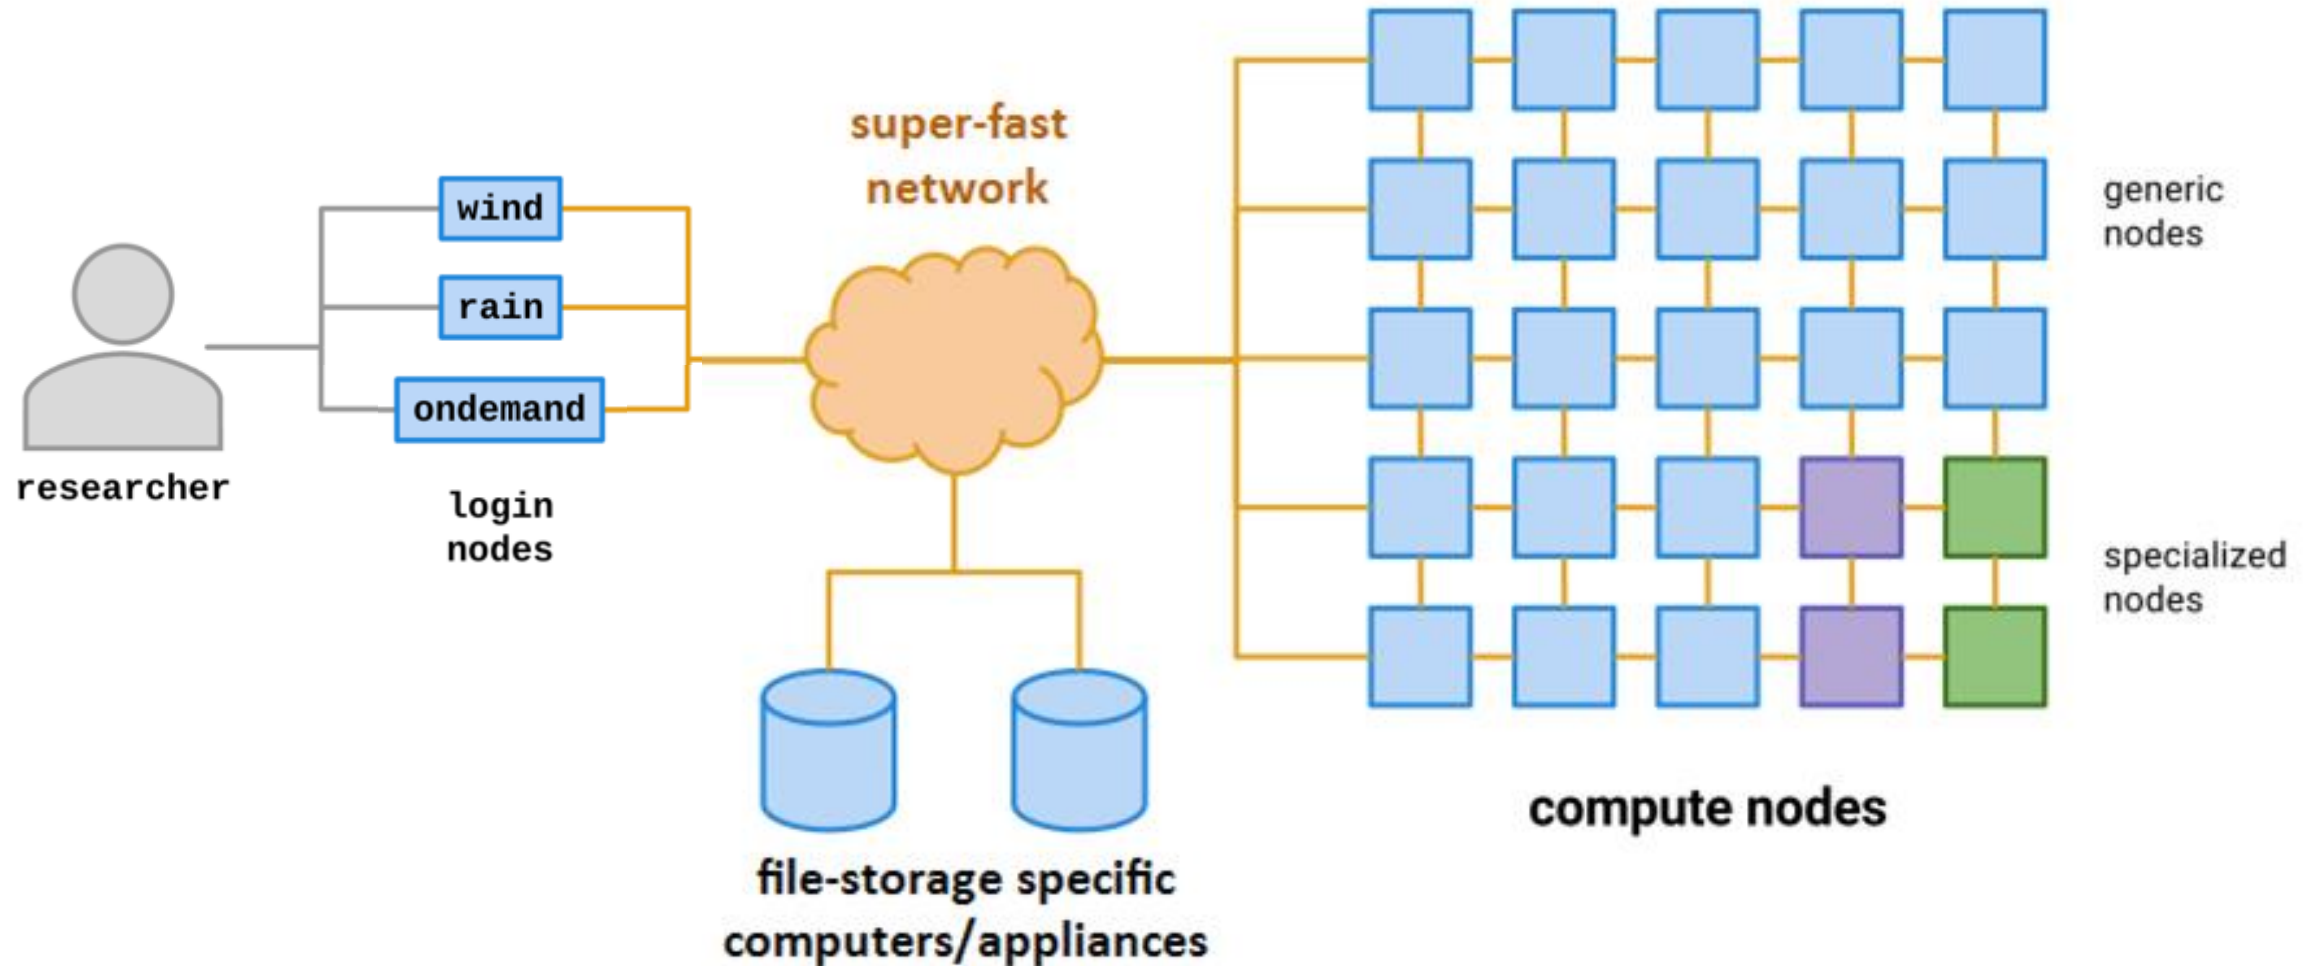 super-fast
network
wind
rain
ondemand
researcher
login
nodes
generic
nodes
specialized
nodes
compute nodes
file-storage specific
computers/appliances